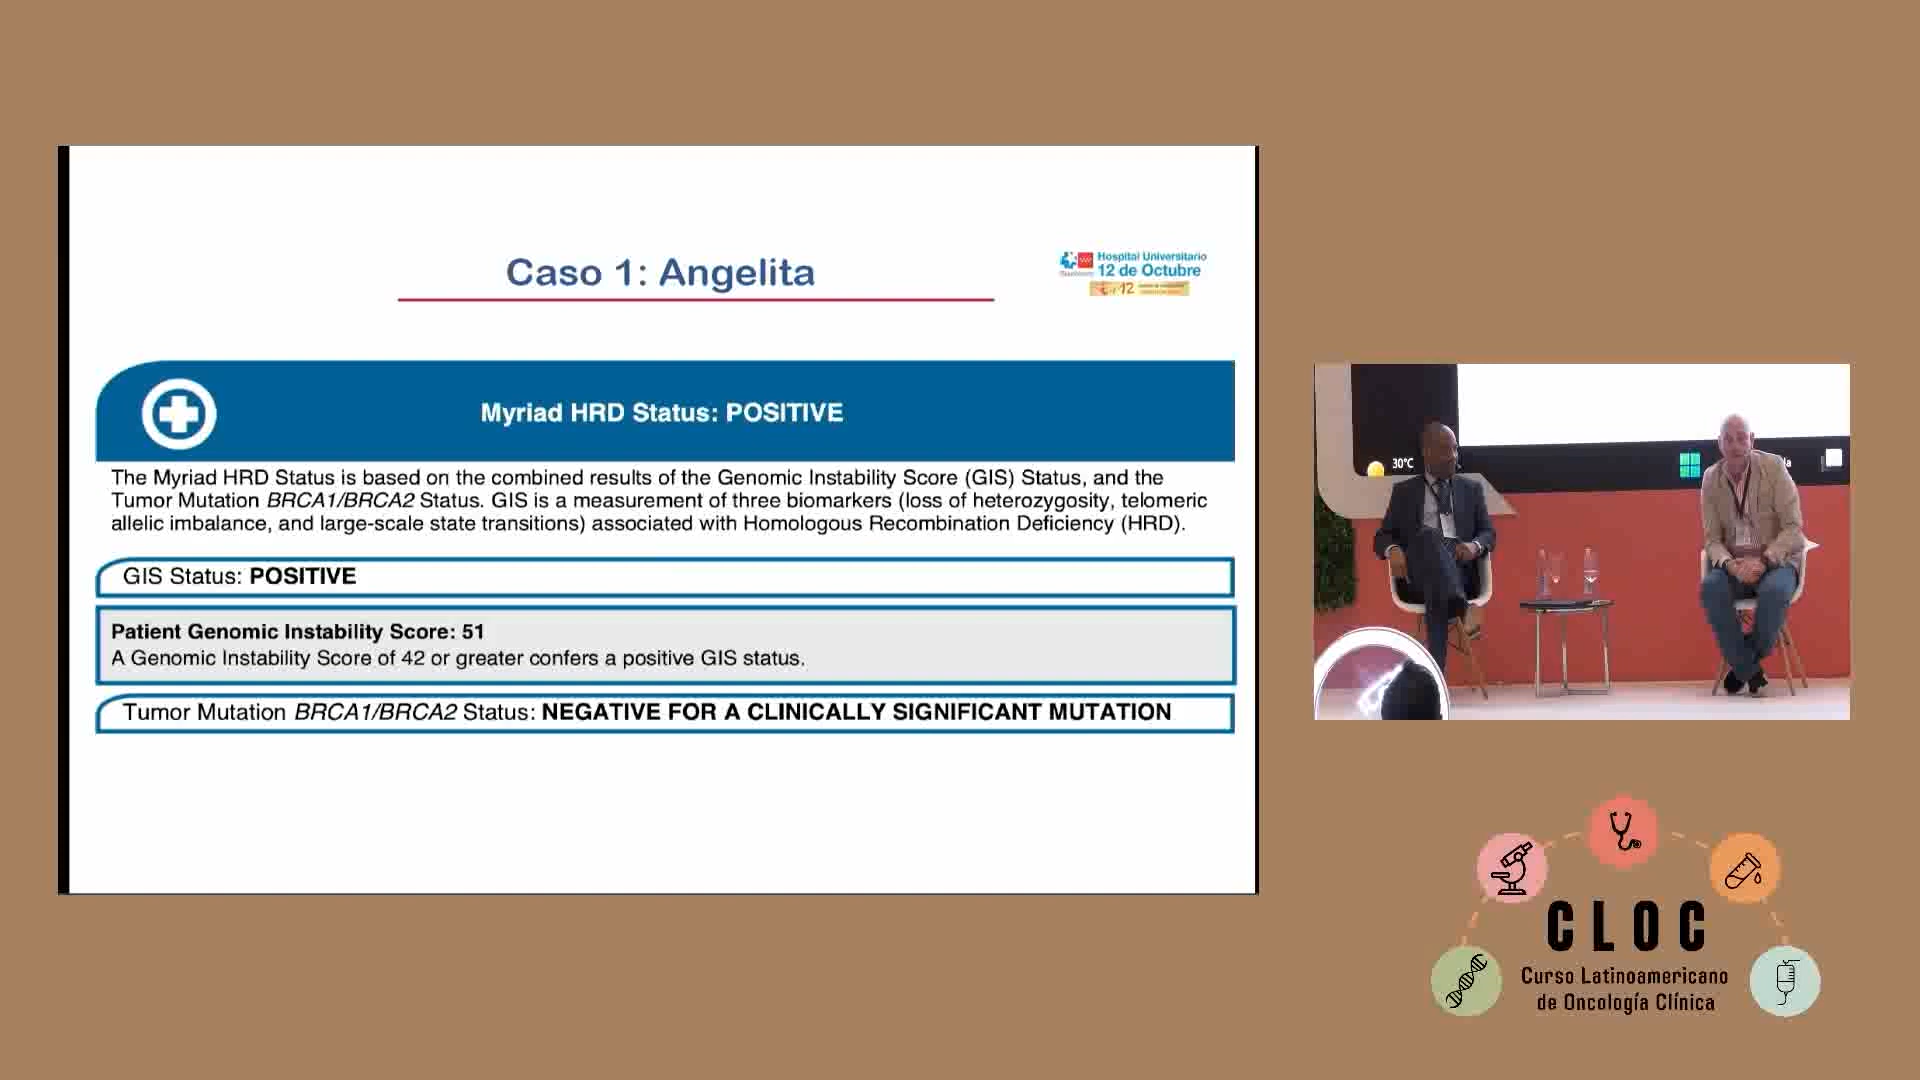 Caso 1: Angelita
Hospital Universitario
12 de Octubre
12
Myriad HRD Status: POSITIVE
The Myriad HRD Status is based on the combined results of the Genomic Instability Score (GIS) Status, and the
Tumor Mutation BRCA1/BRCA2 Status. GIS is a measurement of three biomarkers (loss of heterozygosity, telomeric
allelic imbalance, and large-scale state transitions) associated with Homologous Recombination Deficiency (HRD).
GIS Status: POSITIVE
Patient Genomic Instability Score: 51
A Genomic Instability Score of 42 or greater confers a positive GIS status.
Tumor Mutation BRCA1/BRCA2 Status: NEGATIVE FOR A CLINICALLY SIGNIFICANT MUTATION
30°C
CLOC
Curso Latinoamericano
de Oncología Clínica